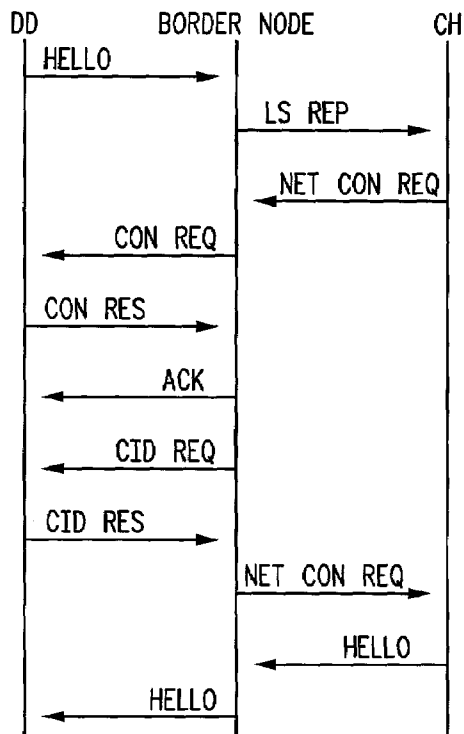 DD BORDER NODE CH
HELLO
LS REP
NET CON REQ
CON REQ
CON RES
ACK
CID REQ
CID RES
NET CON REQ
HELLO
HELLO